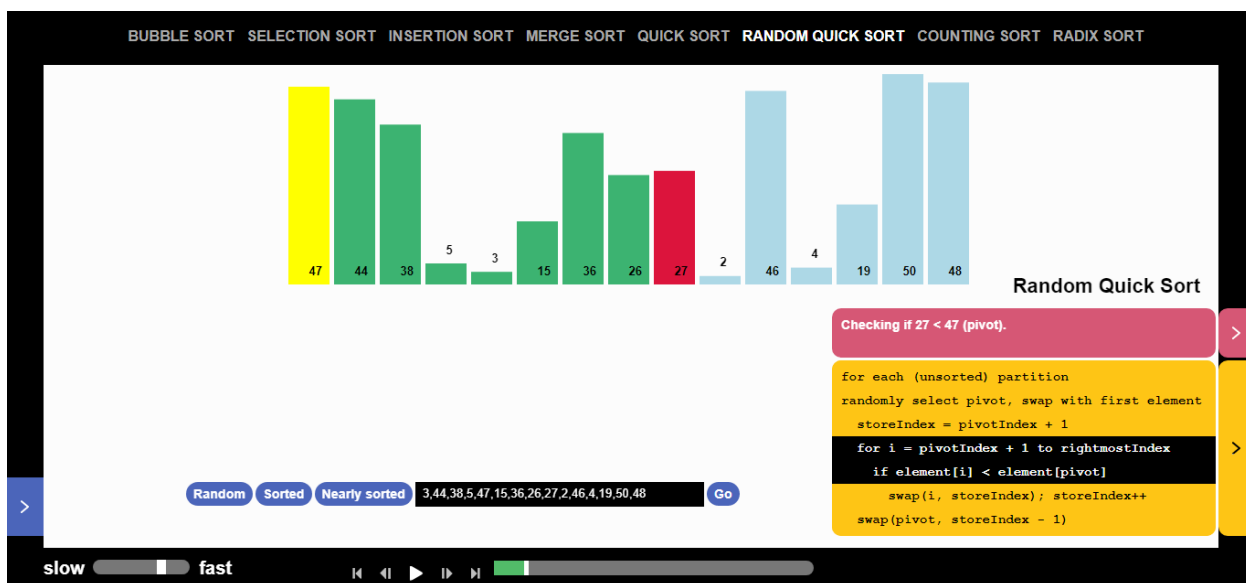 BUBBLE SORT SELECTION SORT INSERTION SORT MERGE SORT QUICK SORT RANDOM QUICK SORT COUNTING SORT RADIX SORT
47 44 38 5 3 15 36 26 27 2 46 4 19 50 48
Random Quick Sort
Checking if 27 < 47 (pivot).
for each (unsorted) partition
randomly select pivot, swap with first element
storeIndex = pivotIndex + 1
for i = pivotIndex + 1 to rightmostIndex
if element[i] < element[pivot]
swap(i, storeIndex); storeIndex++
swap(pivot, storeIndex - 1)
Random Sorted Nearly sorted 3,44,38,5,47,15,36,26,27,2,46,4,19,50,48 Go
slow fast